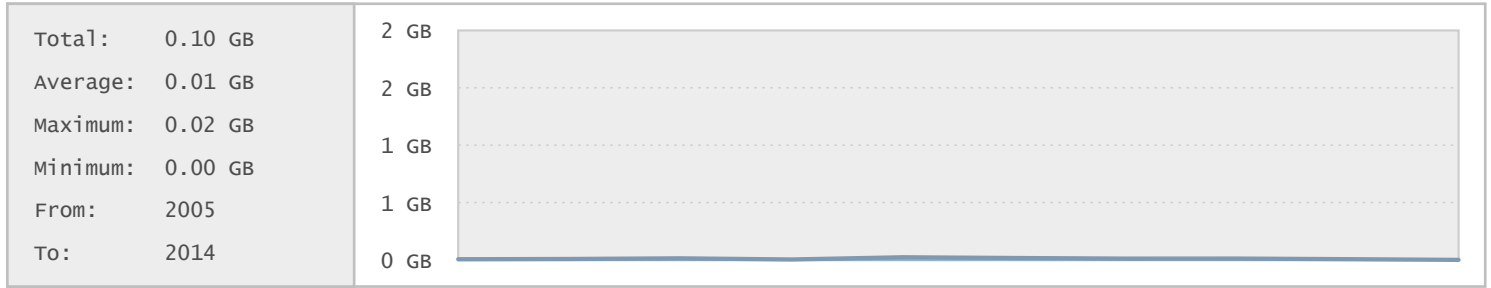 Total: 0.10 GB
Average: 0.01 GB
Maximum: 0.02 GB
Minimum: 0.00 GB
From: 2005
To: 2014
2 GB
2 GB
1 GB
1 GB
0 GB